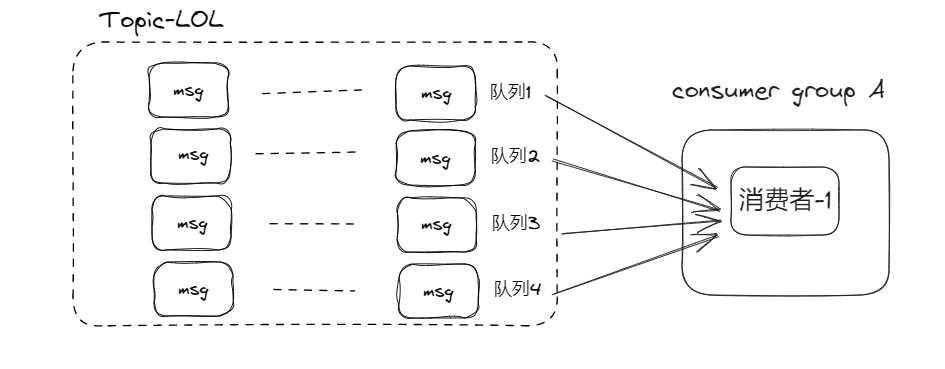 Topic-LOL
consumer group A
msg msg 队列1
msg msg 队列2
msg msg 队列3
msg msg 队列4
消费者-1